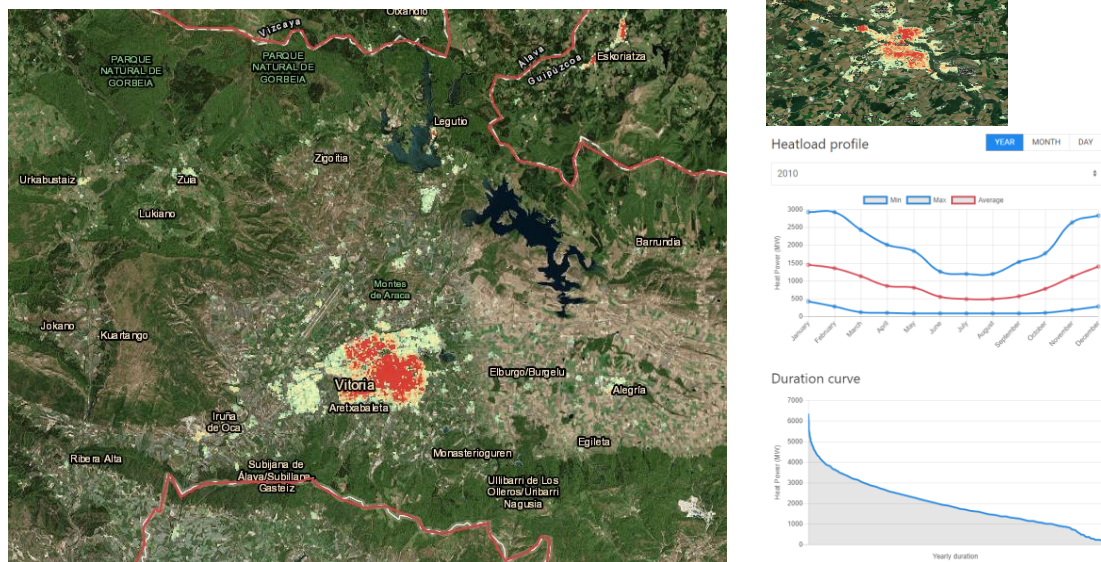 Otxandio
Vizcaya
PARQUE
NATURAL DE
GORBEIA
PARQUE
NATURAL DE
GORBEIA
Álava
Guipúzcoa
Eskoriatza
Legutio
Zigoitia
Urkabustaiz
Zuia
Lukiano
Barrundia
Montes
de Araca
Jokano
Kuartango
Vitoria
Elburgo/Burgelu
Alegría
Aretxabaleta
Iruña
de Oca
Egileta
Ribera Alta
Monasterioguren
Subijana de
Álava/Subillana-
Gasteiz
Ullibarri de Los
Olleros/Uribarri
Nagusia
Heatload profile
YEAR MONTH DAY
2010
Min Max Average
Heat Power (MW)
3000
2500
2000
1500
1000
500
0
January February March April May June July August September October November December
Duration curve
Heat Power (MW)
7000
6000
5000
4000
3000
2000
1000
0
Yearly duration